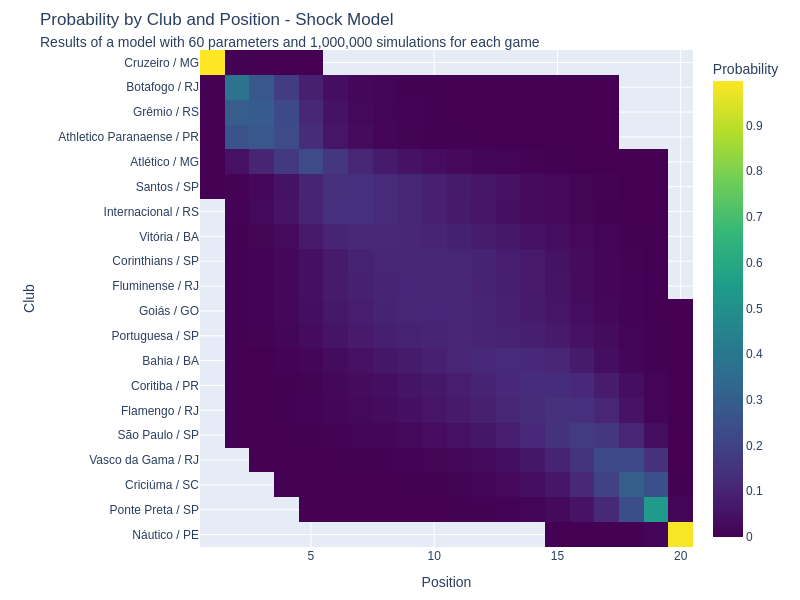 Probability by Club and Position - Shock Model
Results of a model with 60 parameters and 1,000,000 simulations for each game
Probability
Cruzeiro / MG
Botafogo / RJ
Grêmio / RS
Athletico Paranaense / PR
Atlético / MG
Santos / SP
Internacional / RS
Vitória / BA
Corinthians / SP
Fluminense / RJ
Goiás / GO
Portuguesa / SP
Bahia / BA
Coritiba / PR
Flamengo / RJ
São Paulo / SP
Vasco da Gama / RJ
Criciúma / SC
Ponte Preta / SP
Náutico / PE
Club
5 10 15 20
Position
0.9
0.8
0.7
0.6
0.5
0.4
0.3
0.2
0.1
0